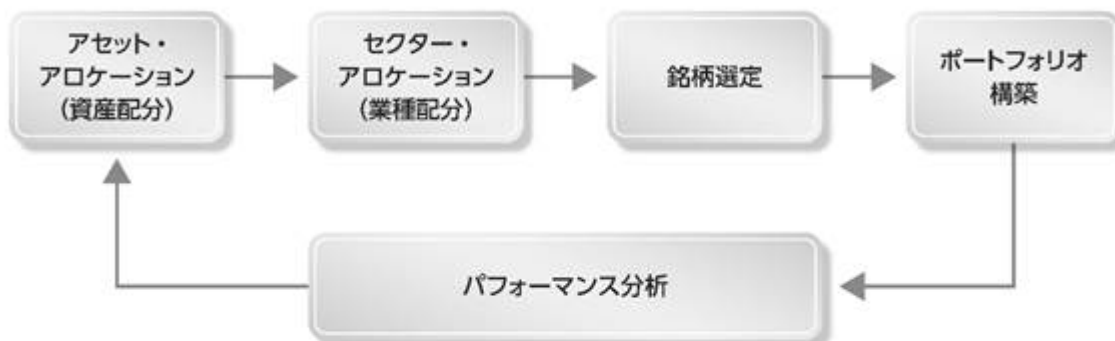 アセット・
アロケーション
(資産配分)
セクター・
アロケーション
(業種配分)
銘柄選定
ポートフォリオ
構築
パフォーマンス分析